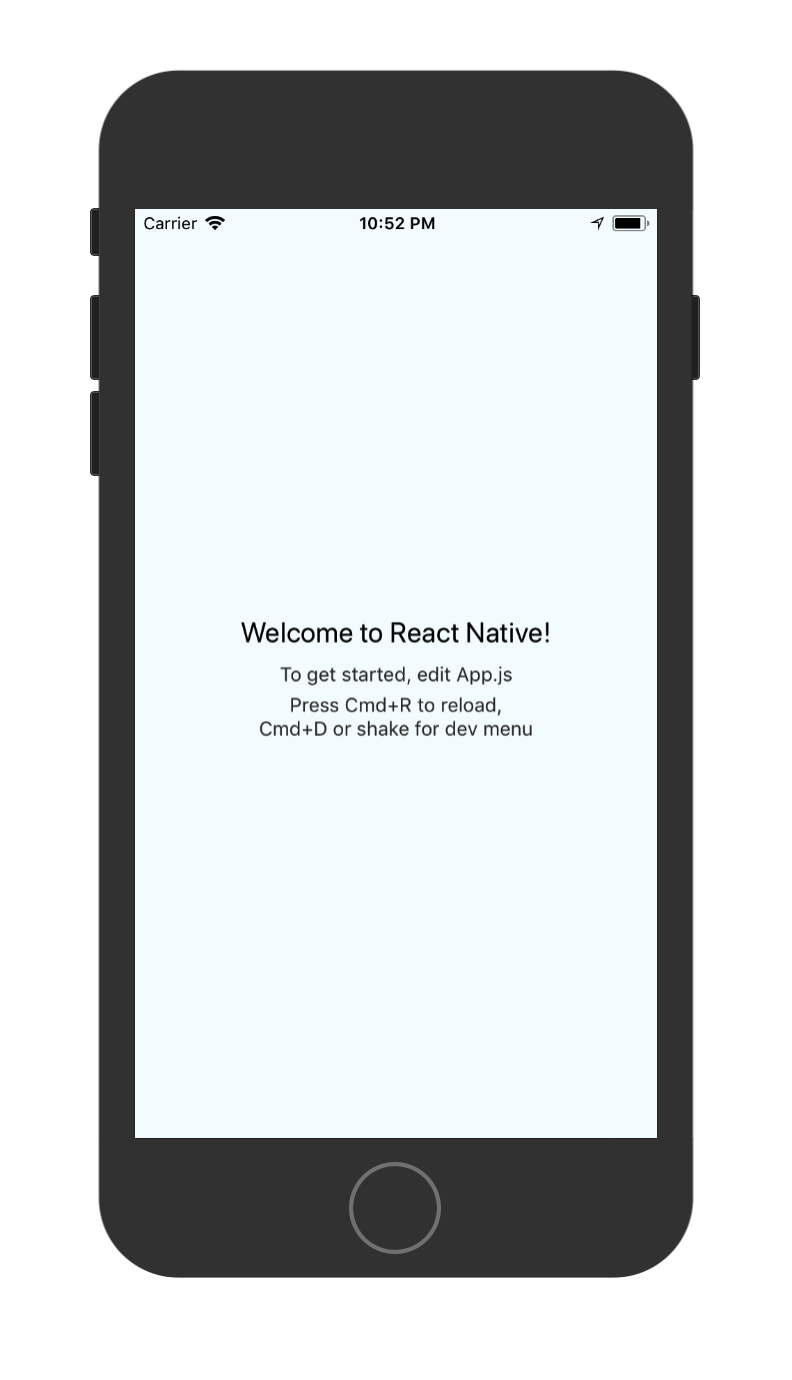 Carrier 10:52 PM
Welcome to React Native!
To get started, edit App.js
Press Cmd+R to reload,
Cmd+D or shake for dev menu